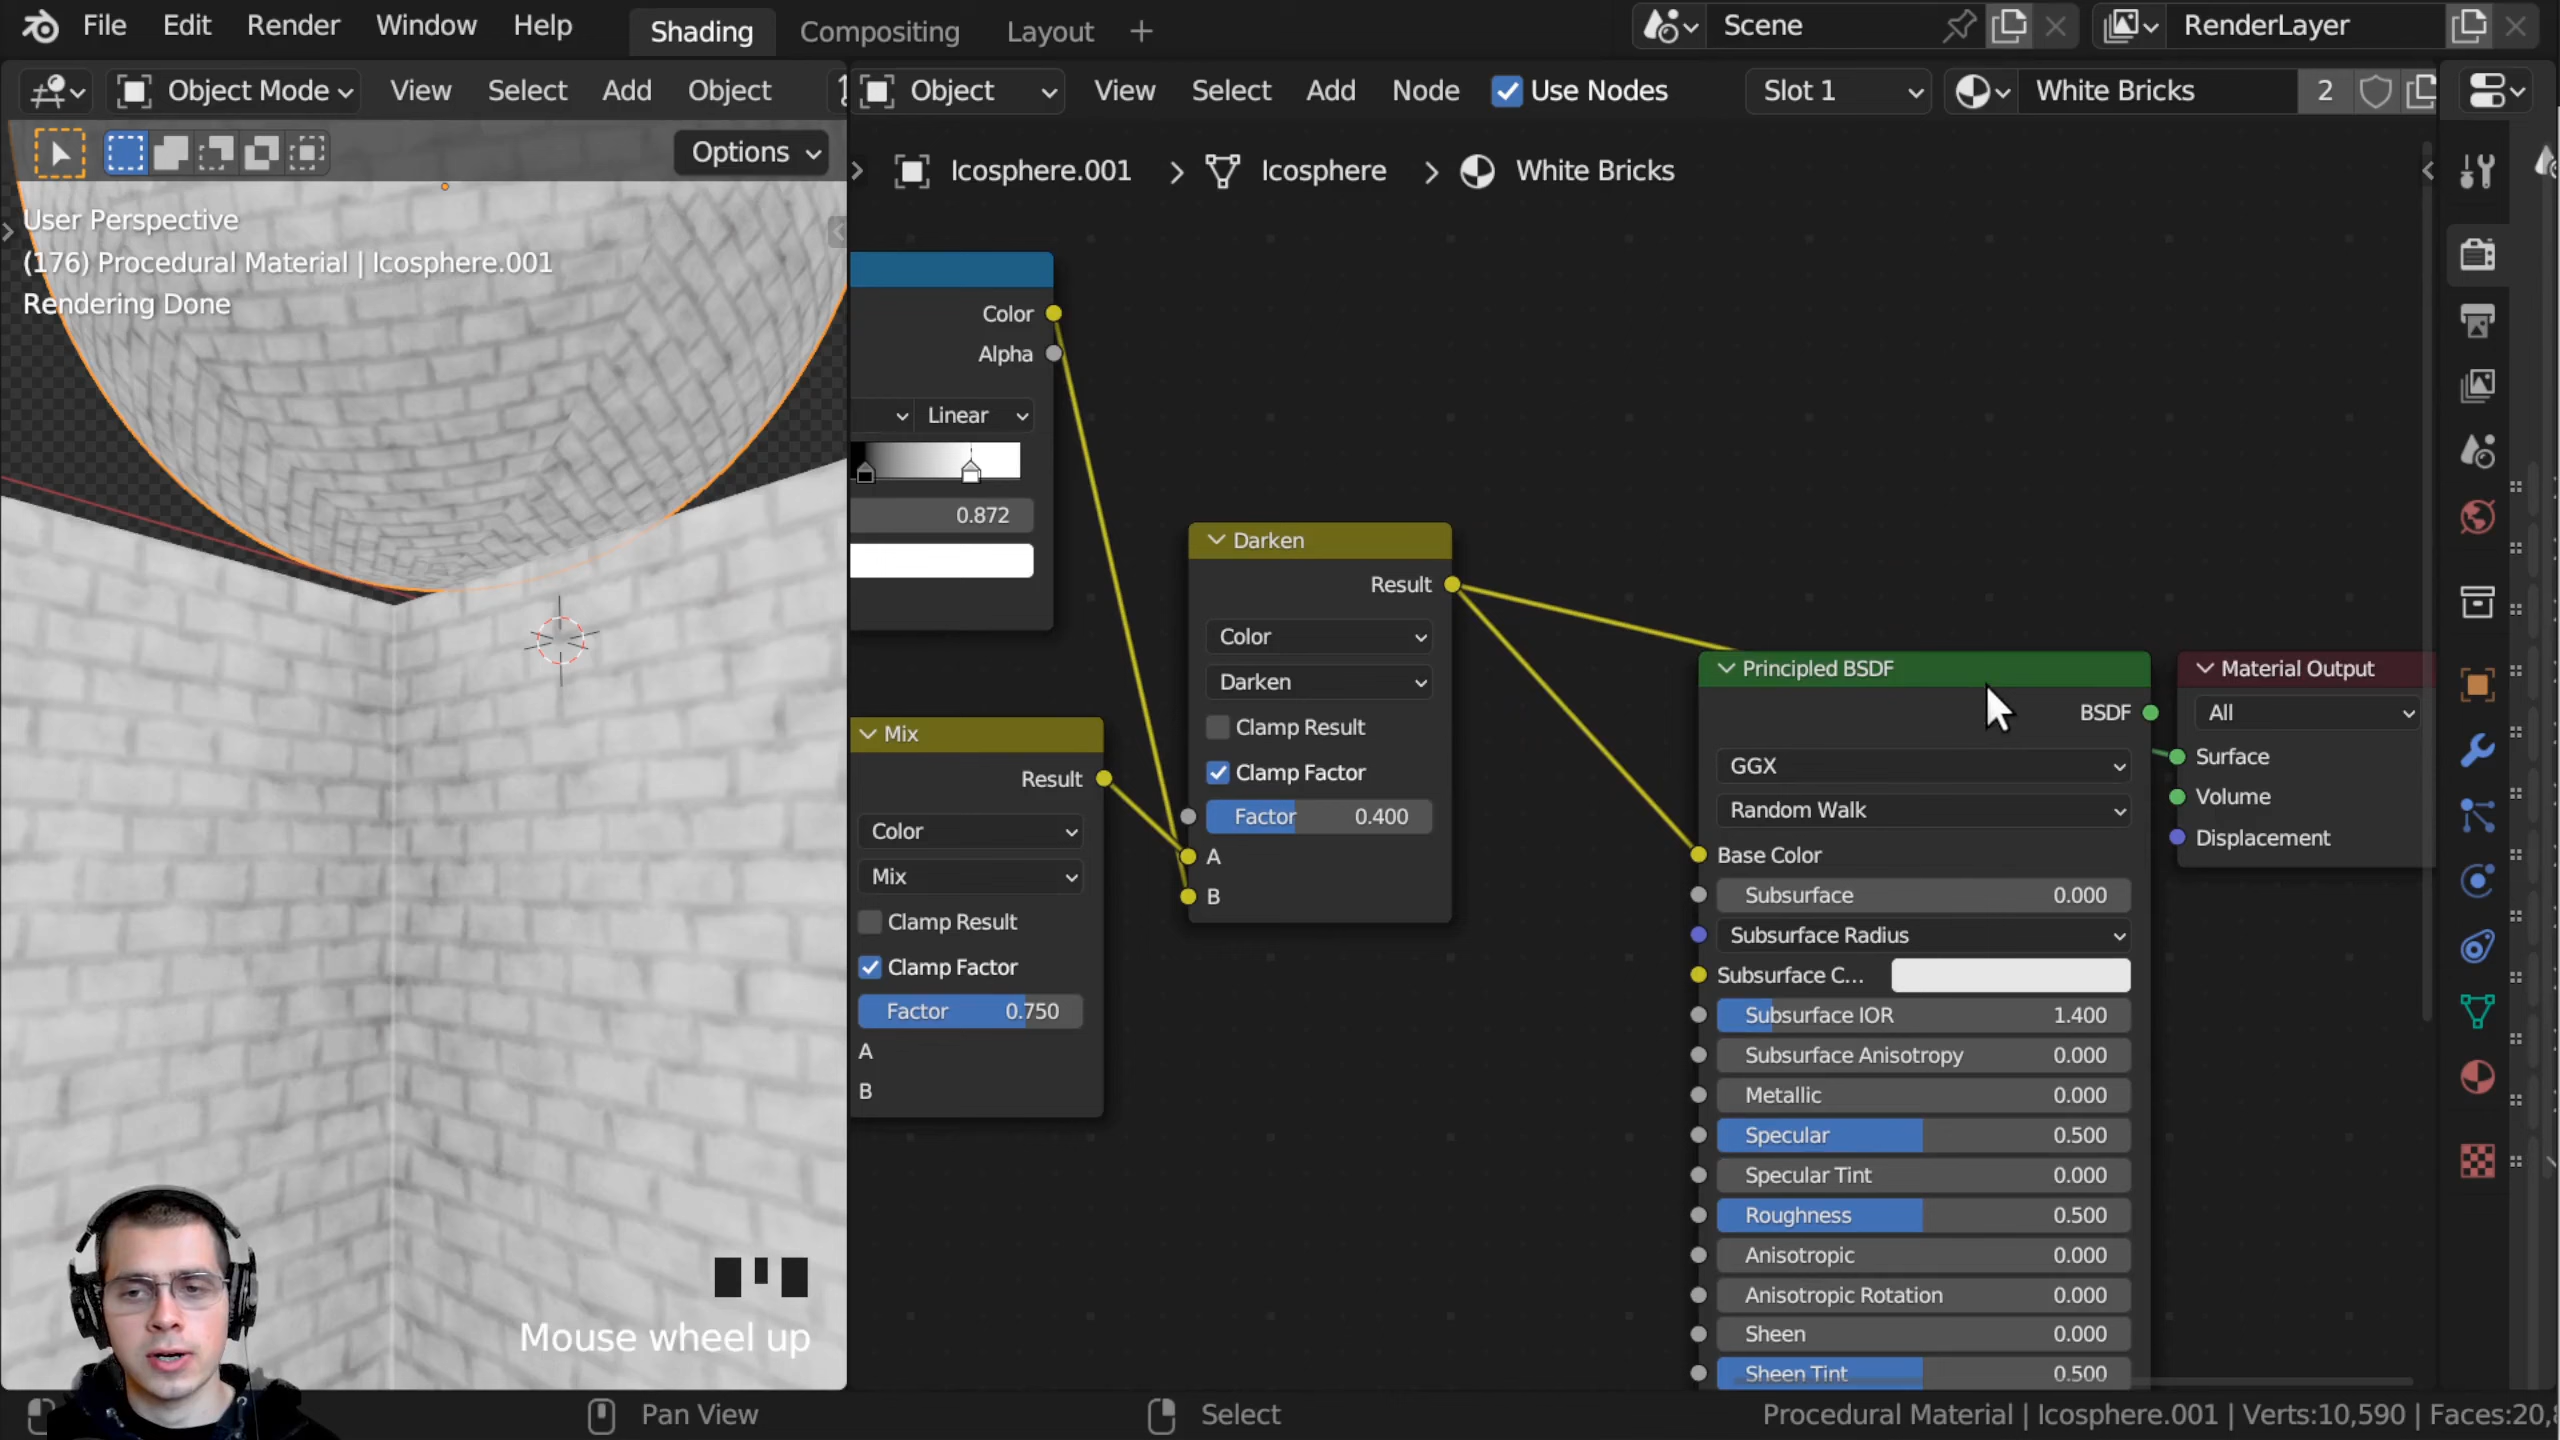 File Edit Render Window Help Shading Compositing Layout + Scene RenderLayer
Object Mode View Select Add Object Object View Select Add Node Use Nodes Slot 1 White Bricks 2
Options
Icosphere.001 > Icosphere > White Bricks
User Perspective
(176) Procedural Material | Icosphere.001
Rendering Done
Color
Alpha
Linear
0.872
Mix
Result
Color
Mix
Clamp Result
Clamp Factor
Factor 0.750
A
B
Darken
Result
Color
Darken
Clamp Result
Clamp Factor
Factor 0.400
A
B
Principled BSDF
BSDF
GGX
Random Walk
Base Color
Subsurface 0.000
Subsurface Radius
Subsurface C...
Subsurface IOR 1.400
Subsurface Anisotropy 0.000
Metallic 0.000
Specular 0.500
Specular Tint 0.000
Roughness 0.500
Anisotropic 0.000
Anisotropic Rotation 0.000
Sheen 0.000
Sheen Tint 0.500
Material Output
All
Surface
Volume
Displacement
Mouse wheel up
Pan View Select Procedural Material | Icosphere.001 | Verts:10,590 | Faces:20,